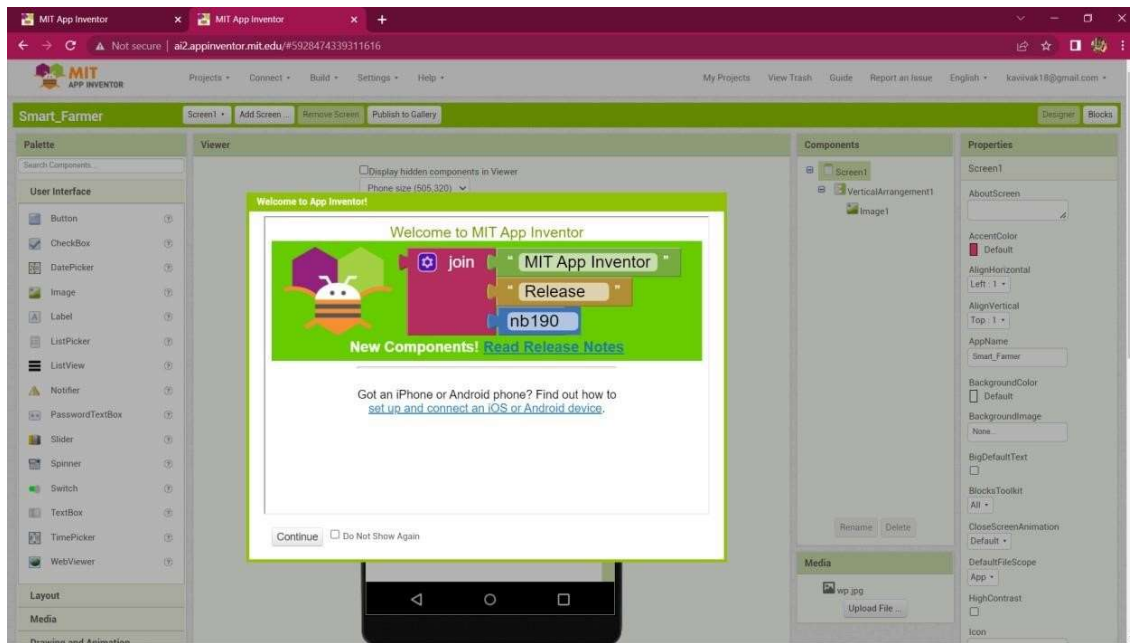 MIT App Inventor
MIT App Inventor
Not secure | ai2.appinventor.mit.edu/#5928474339311616
MIT
APP INVENTOR
Projects
Connect
Build
Settings
Help
My Projects
View Trash
Guide
Report an Issue
English
kaviivak18@gmail.com
Smart_Farmer
Screen1
Add Screen ...
Remove Screen
Publish to Gallery
Designer
Blocks
Palette
Search Components...
User Interface
Button
CheckBox
DatePicker
Image
Label
ListPicker
ListView
Notifier
PasswordTextBox
Slider
Spinner
Switch
TextBox
TimePicker
WebViewer
Layout
Media
Drawing and Animation
Viewer
Display hidden components in Viewer
Phone size (505,320)
Welcome to App Inventor!
Welcome to MIT App Inventor
join
" MIT App Inventor "
" Release "
nb190
New Components! Read Release Notes
Got an iPhone or Android phone? Find out how to
set up and connect an iOS or Android device.
Continue
Do Not Show Again
Components
Screen1
VerticalArrangement1
Image1
Rename
Delete
Media
wp.jpg
Upload File ...
Properties
Screen1
AboutScreen
AccentColor
Default
AlignHorizontal
Left : 1
AlignVertical
Top : 1
AppName
Smart_Farmer
BackgroundColor
Default
BackgroundImage
None...
BigDefaultText
BlocksToolkit
All
CloseScreenAnimation
Default
DefaultFileScope
App
HighContrast
Icon